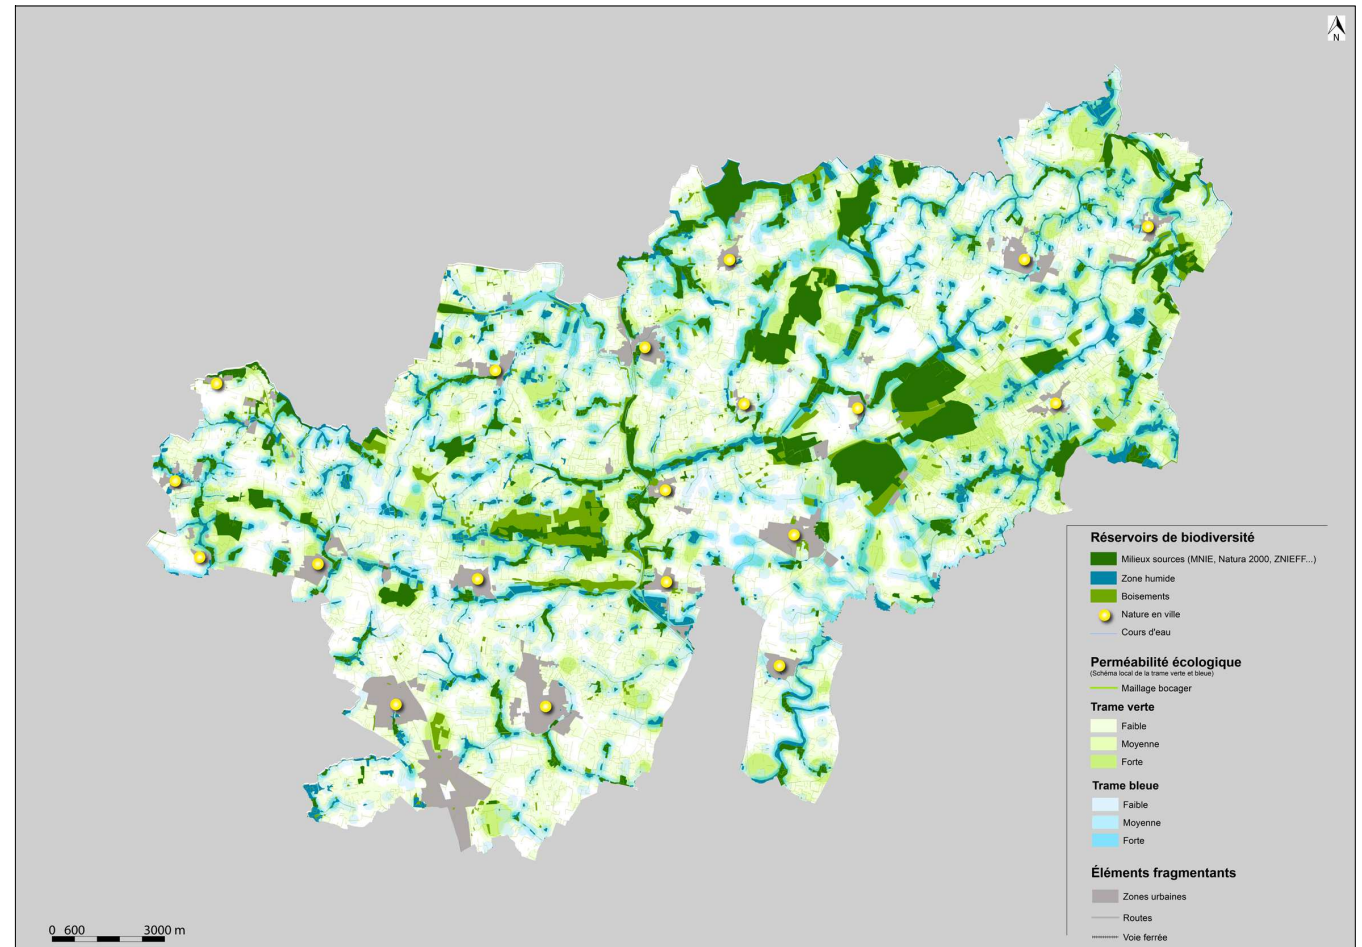 N
Réservoirs de biodiversité
Milieux sources (MNIE, Natura 2000, ZNIEFF...)
Zone humide
Boisements
Nature en ville
Cours d'eau
Perméabilité écologique
(Schéma local de la trame verte et bleue)
Maillage bocager
Trame verte
Faible
Moyenne
Forte
Trame bleue
Faible
Moyenne
Forte
Éléments fragmentants
Zones urbaines
Routes
Voie ferrée
0 600 3000 m